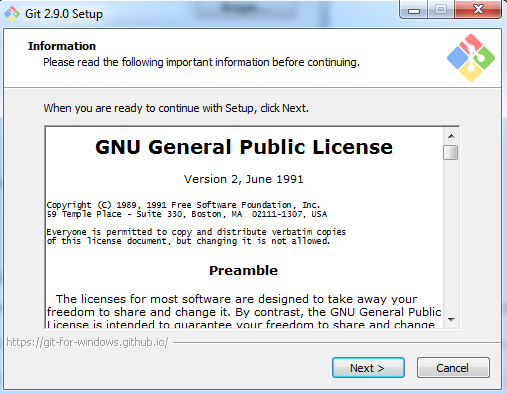 Git 2.9.0 Setup
Information
Please read the following important information before continuing.
When you are ready to continue with Setup, click Next.
GNU General Public License
Version 2, June 1991
Copyright (C) 1989, 1991 Free Software Foundation, Inc.
59 Temple Place - Suite 330, Boston, MA  02111-1307, USA
Everyone is permitted to copy and distribute verbatim copies
of this license document, but changing it is not allowed.
Preamble
The licenses for most software are designed to take away your
freedom to share and change it. By contrast, the GNU General Public
License is intended to guarantee your freedom to share and change
https://git-for-windows.github.io/
Next >
Cancel